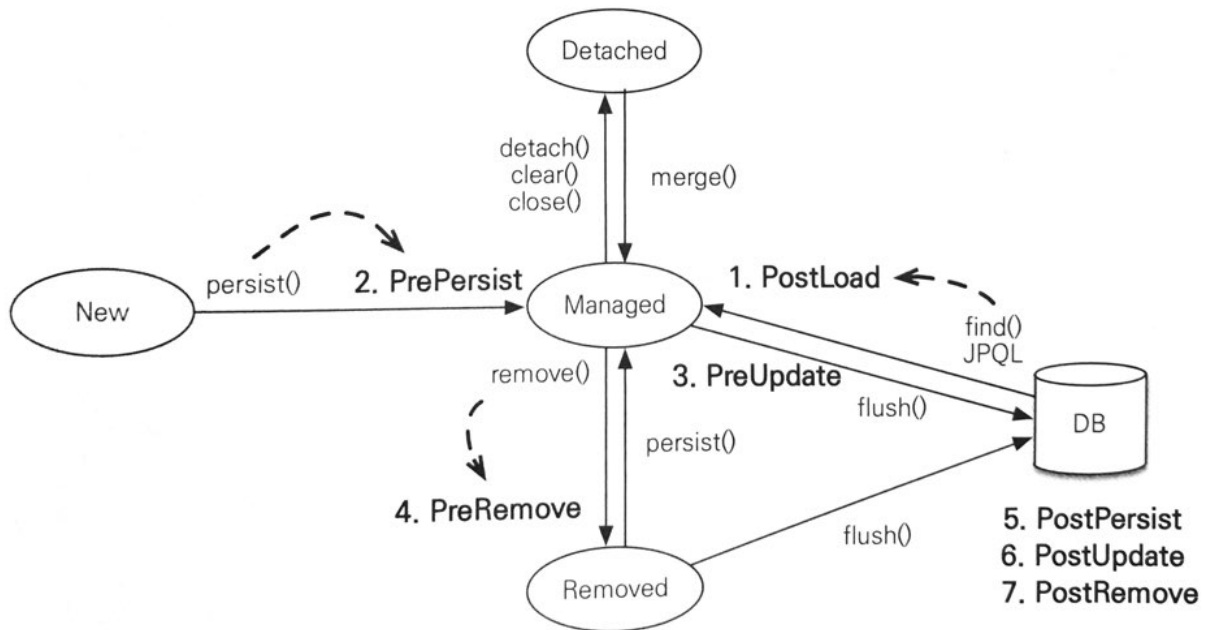 Detached
detach()
clear()
close()
merge()
persist()
2. PrePersist
New
Managed
1. PostLoad
find()
JPQL
remove()
3. PreUpdate
flush()
DB
persist()
4. PreRemove
flush()
5. PostPersist
6. PostUpdate
7. PostRemove
Removed